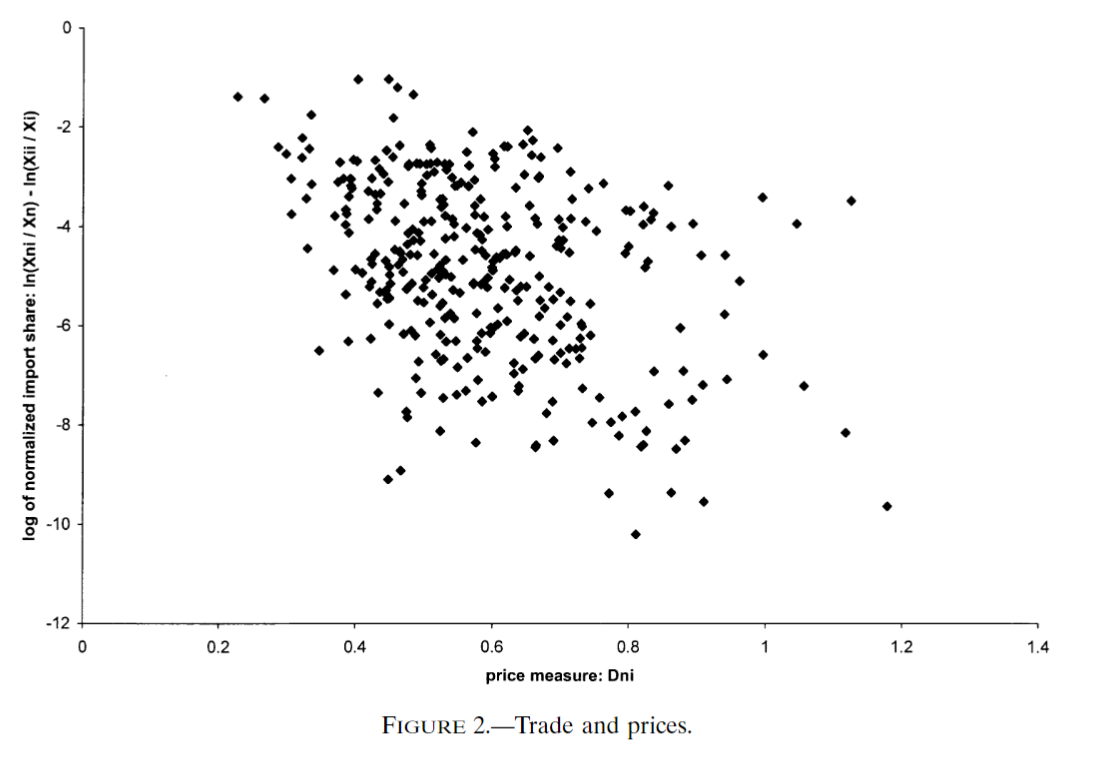 0
-2
-4
-6
-8
-10
-12
log of normalized import share: ln(Xni / Xn) - ln(Xii / Xi)
0 0.2 0.4 0.6 0.8 1 1.2 1.4
price measure: Dni
FIGURE 2.—Trade and prices.